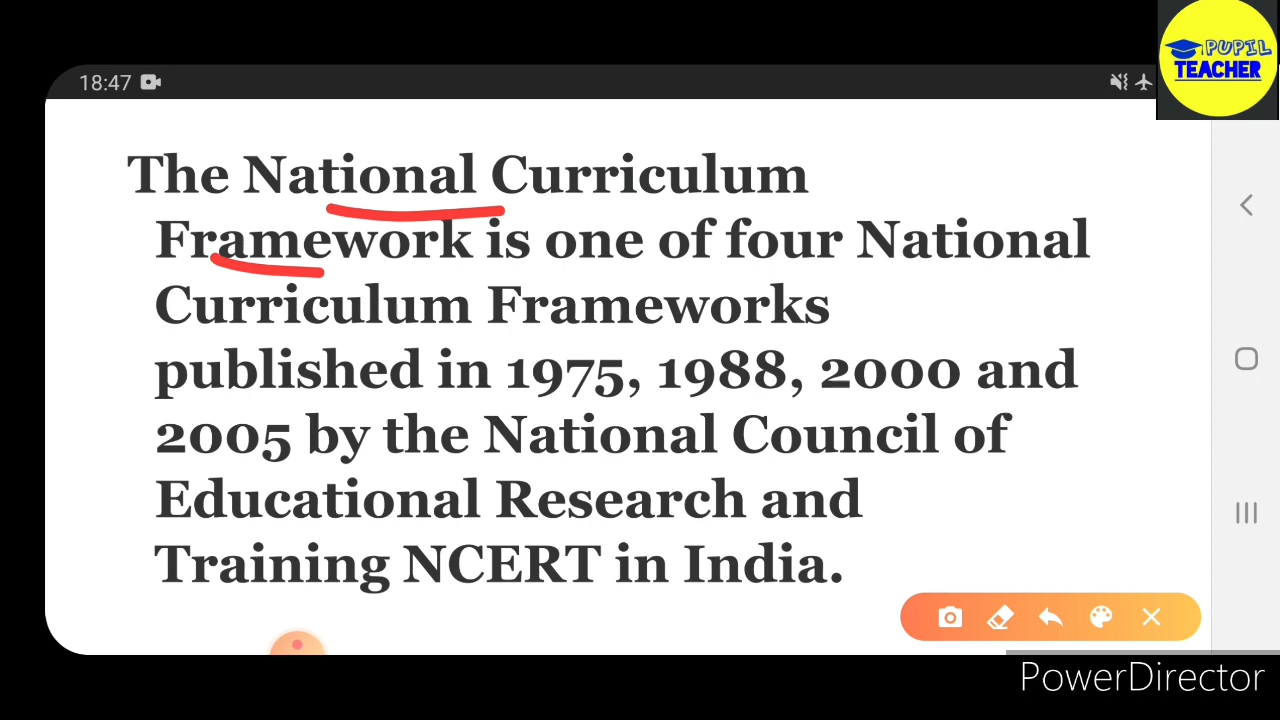 18:47
PUPIL
TEACHER
The National Curriculum
Framework is one of four National
Curriculum Frameworks
published in 1975, 1988, 2000 and
2005 by the National Council of
Educational Research and
Training NCERT in India.
PowerDirector